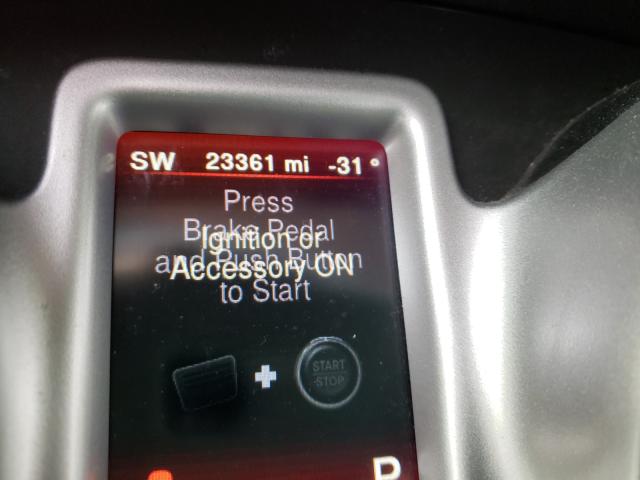 SW 23361 mi -31°
Press
Brake Pedal
Ignition or
and Push Button
Accessory ON
to Start
START
STOP
P